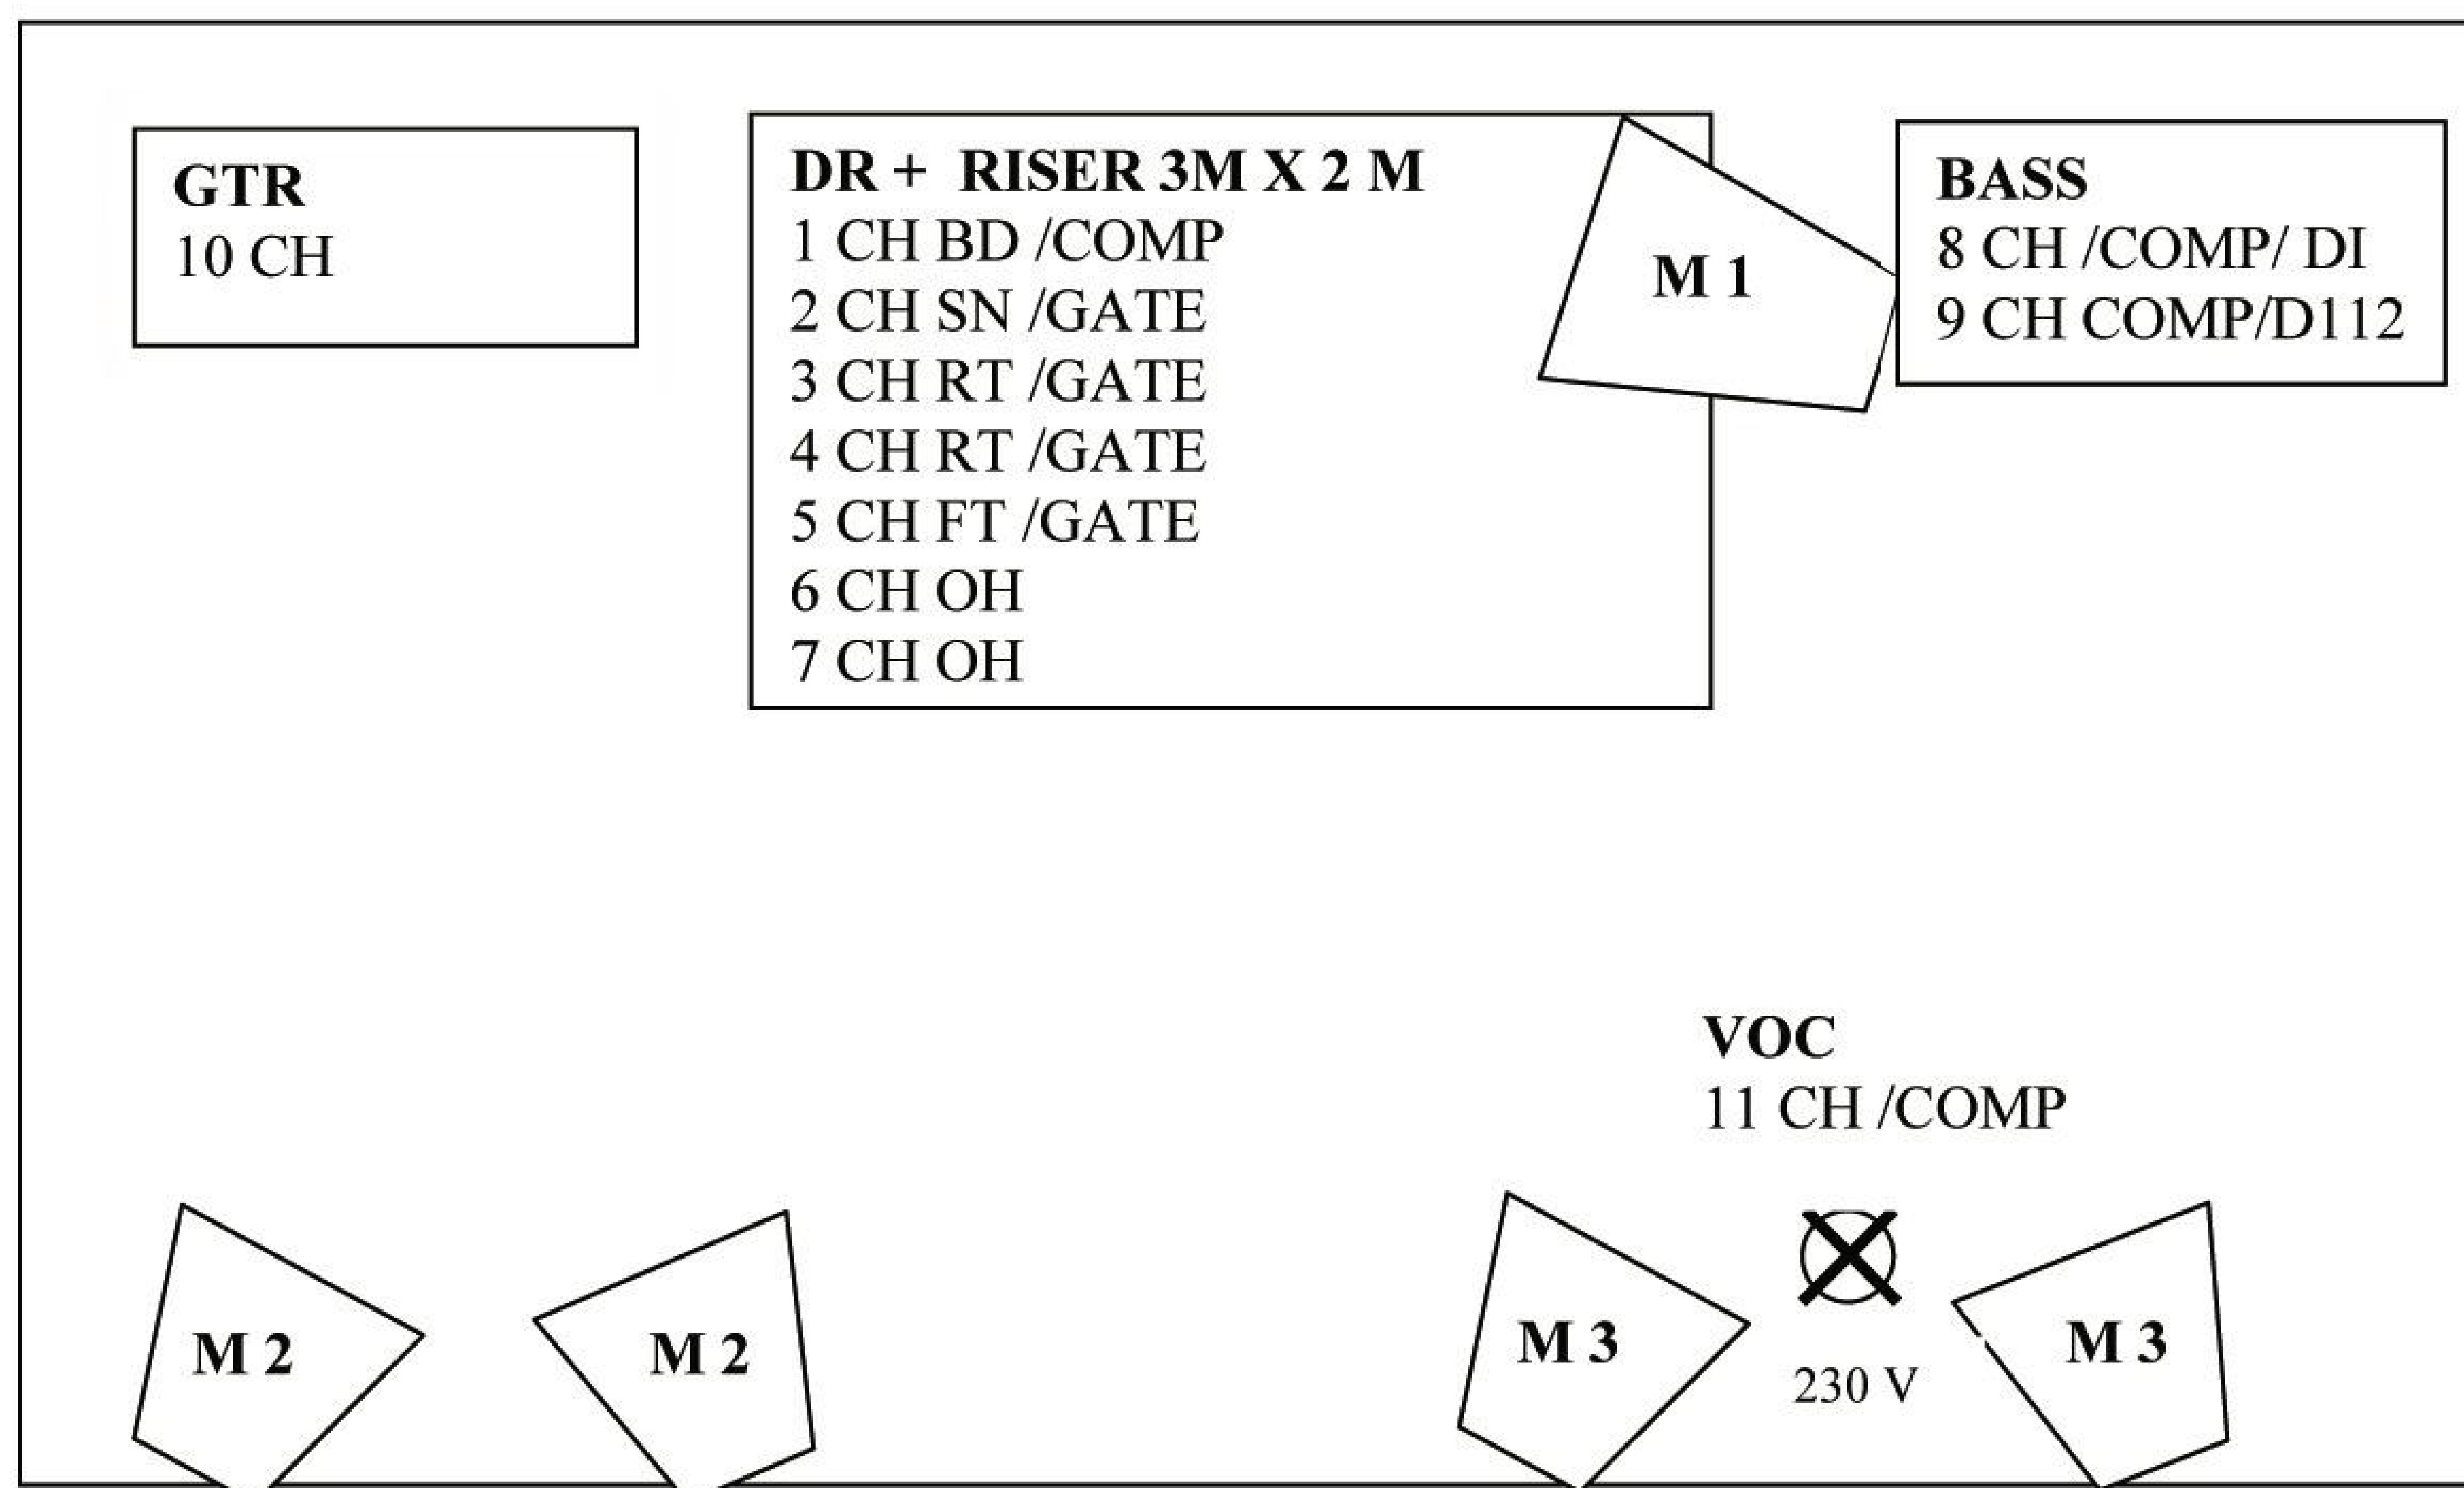 GTR
10 CH
DR + RISER 3M X 2 M
1 CH BD /COMP
2 CH SN /GATE
3 CH RT /GATE
4 CH RT /GATE
5 CH FT /GATE
6 CH OH
7 CH OH
M 1
BASS
8 CH /COMP/ DI
9 CH COMP/D112
VOC
11 CH /COMP
M 2
M 2
M 3
230 V
M 3